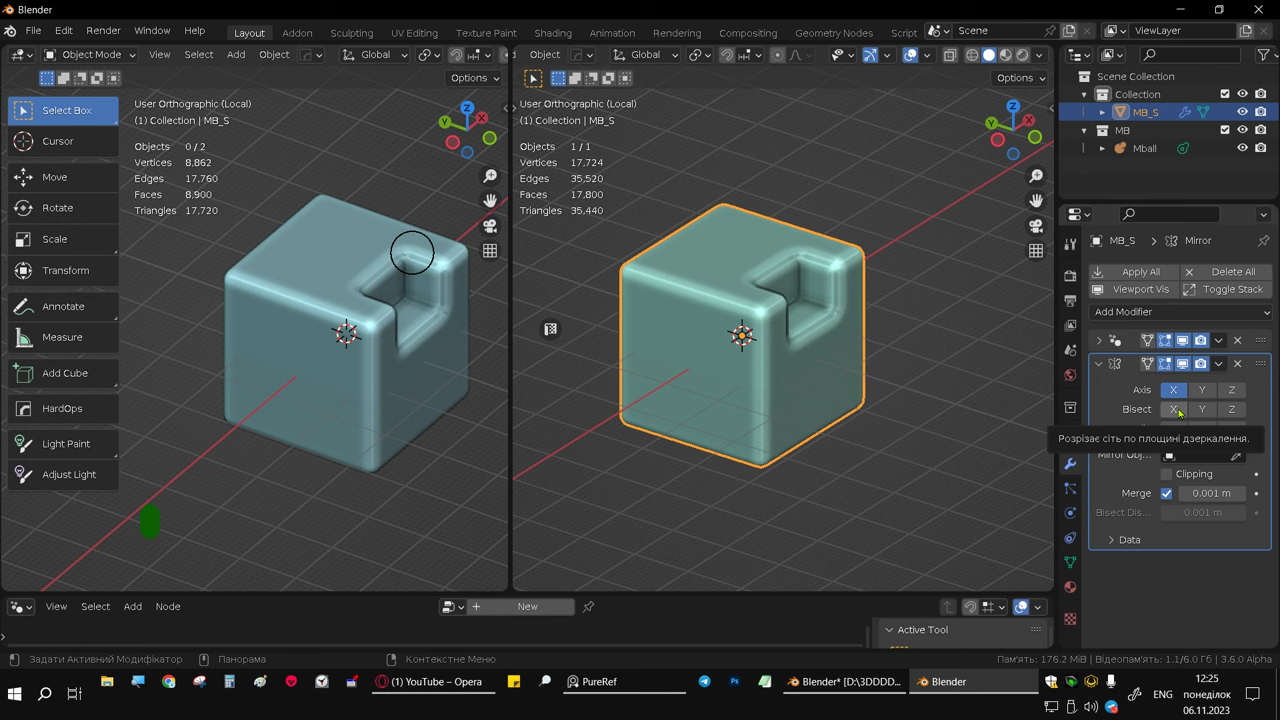 Blender
File Edit Render Window Help
Layout Addon Sculpting UV Editing Texture Paint Shading Animation Rendering Compositing Geometry Nodes Script
Scene
ViewLayer
Object Mode View Select Add Object Global
Object Global
Options
Options
Select Box
Cursor
Move
Rotate
Scale
Transform
Annotate
Measure
Add Cube
HardOps
Light Paint
Adjust Light
User Orthographic (Local)
(1) Collection | MB_S
Objects 0 / 2
Vertices 8,862
Edges 17,760
Faces 8,900
Triangles 17,720
Z
X
Y
User Orthographic (Local)
(1) Collection | MB_S
Objects 1 / 1
Vertices 17,724
Edges 35,520
Faces 17,800
Triangles 35,440
Z
X
Y
Scene Collection
Collection
MB_S
MB
Mball
MB_S Mirror
Apply All Delete All
Viewport Vis Toggle Stack
Add Modifier
Axis X Y Z
Bisect X Y Z
Розрізає сіть по площині дзеркалення.
Mirror Obj...
Clipping
Merge 0.001 m
Bisect Dis... 0.001 m
Data
View Select Add Node
New
Active Tool
Задати Активний Модифікатор Панорама Контекстне Меню
Пам'ять: 176.2 MiB | Відеопам'ять: 1.1/6.0 Гб | 3.6.0 Alpha
(1) YouTube – Opera
PureRef
Blender* [D:\3DDDD...
Blender
ENG
12:25
понеділок
06.11.2023